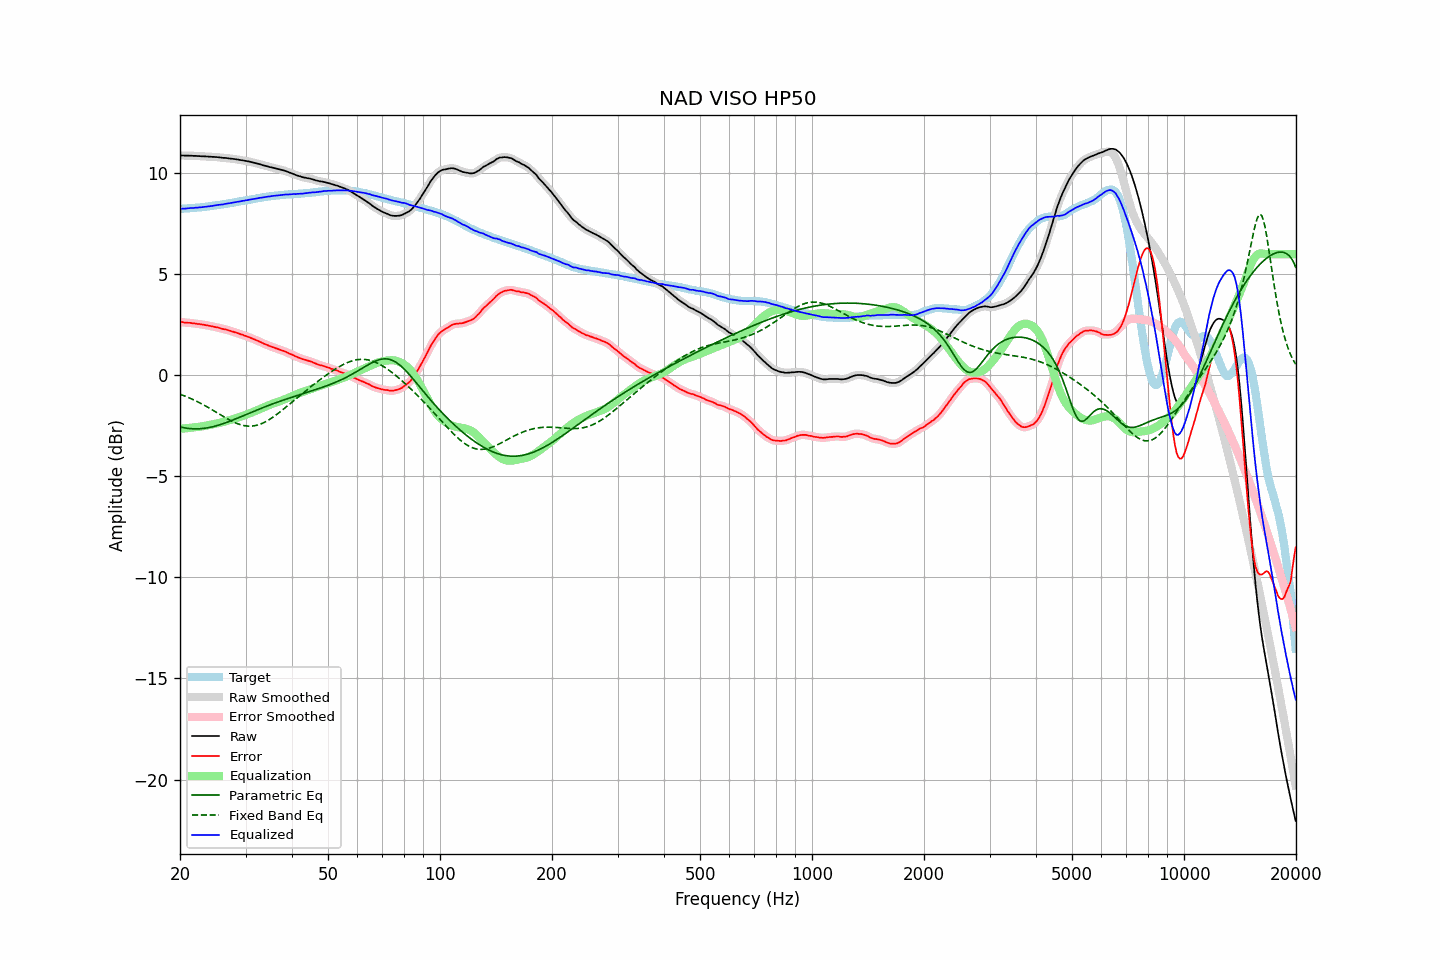 NAD VISO HP50
Amplitude (dBr)
10
5
0
−5
−10
−15
−20
Target
Raw Smoothed
Error Smoothed
Raw
Error
Equalization
Parametric Eq
Fixed Band Eq
Equalized
20 50 100 200 500 1000 2000 5000 10000 20000
Frequency (Hz)